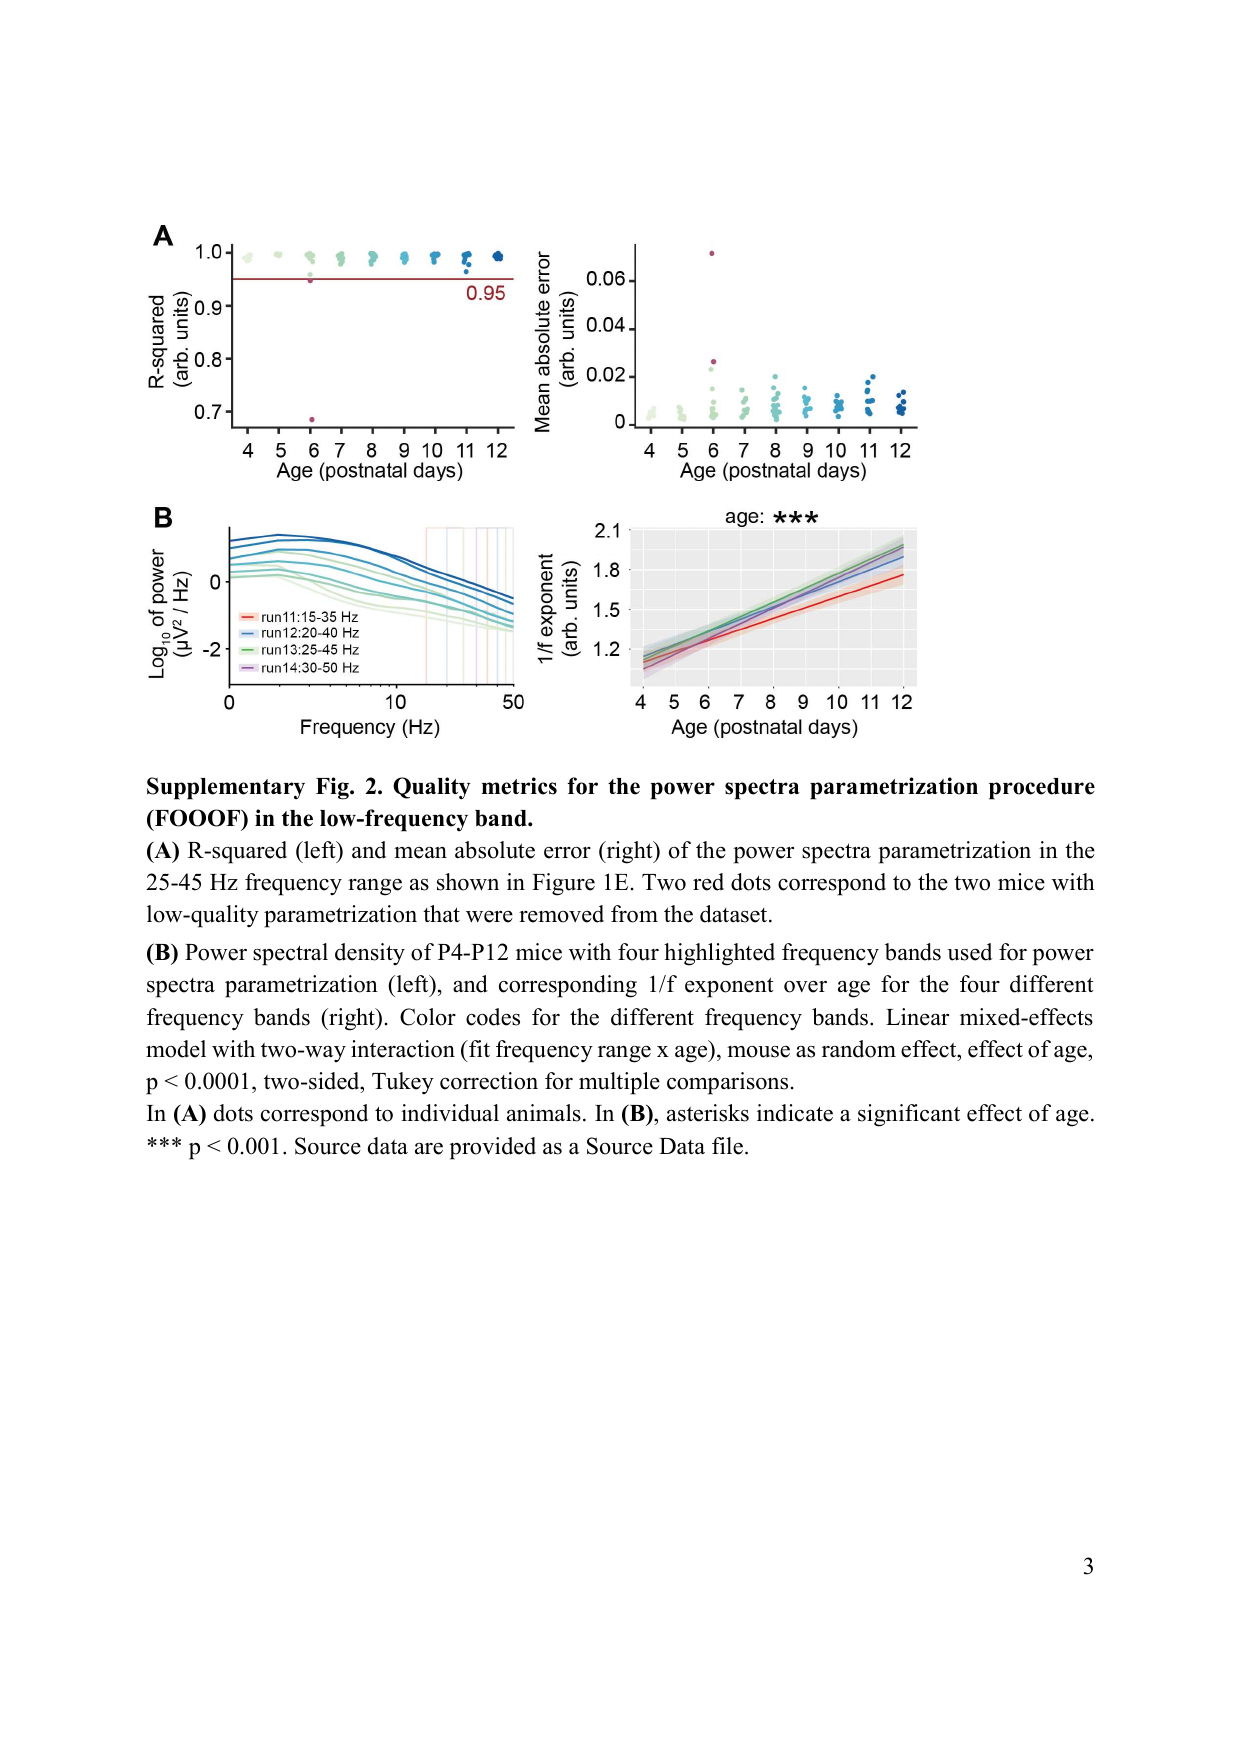 A
1.0
0.9
0.8
0.7
R-squared
(arb. units)
0.95
4 5 6 7 8 9 10 11 12
Age (postnatal days)
Mean absolute error
(arb. units)
0.06
0.04
0.02
0
4 5 6 7 8 9 10 11 12
Age (postnatal days)
B
Log10 of power
(µV² / Hz)
0
-2
run11:15-35 Hz
run12:20-40 Hz
run13:25-45 Hz
run14:30-50 Hz
0 10 50
Frequency (Hz)
age: ***
1/f exponent
(arb. units)
2.1
1.8
1.5
1.2
4 5 6 7 8 9 10 11 12
Age (postnatal days)
Supplementary Fig. 2. Quality metrics for the power spectra parametrization procedure
(FOOOF) in the low-frequency band.
(A) R-squared (left) and mean absolute error (right) of the power spectra parametrization in the
25-45 Hz frequency range as shown in Figure 1E. Two red dots correspond to the two mice with
low-quality parametrization that were removed from the dataset.
(B) Power spectral density of P4-P12 mice with four highlighted frequency bands used for power
spectra parametrization (left), and corresponding 1/f exponent over age for the four different
frequency bands (right). Color codes for the different frequency bands. Linear mixed-effects
model with two-way interaction (fit frequency range x age), mouse as random effect, effect of age,
p < 0.0001, two-sided, Tukey correction for multiple comparisons.
In (A) dots correspond to individual animals. In (B), asterisks indicate a significant effect of age.
*** p < 0.001. Source data are provided as a Source Data file.
3